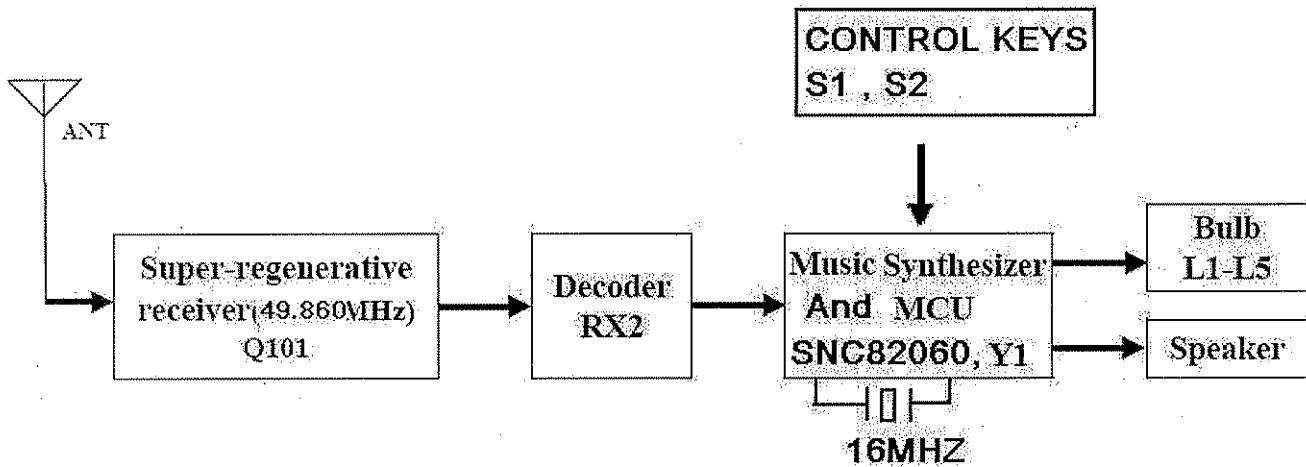 CONTROL KEYS
S1 , S2
ANT
Super-regenerative
receiver(49.860MHz)
Q101
Decoder
RX2
Music Synthesizer
And MCU
SNC82060, Y1
16MHZ
Bulb
L1-L5
Speaker